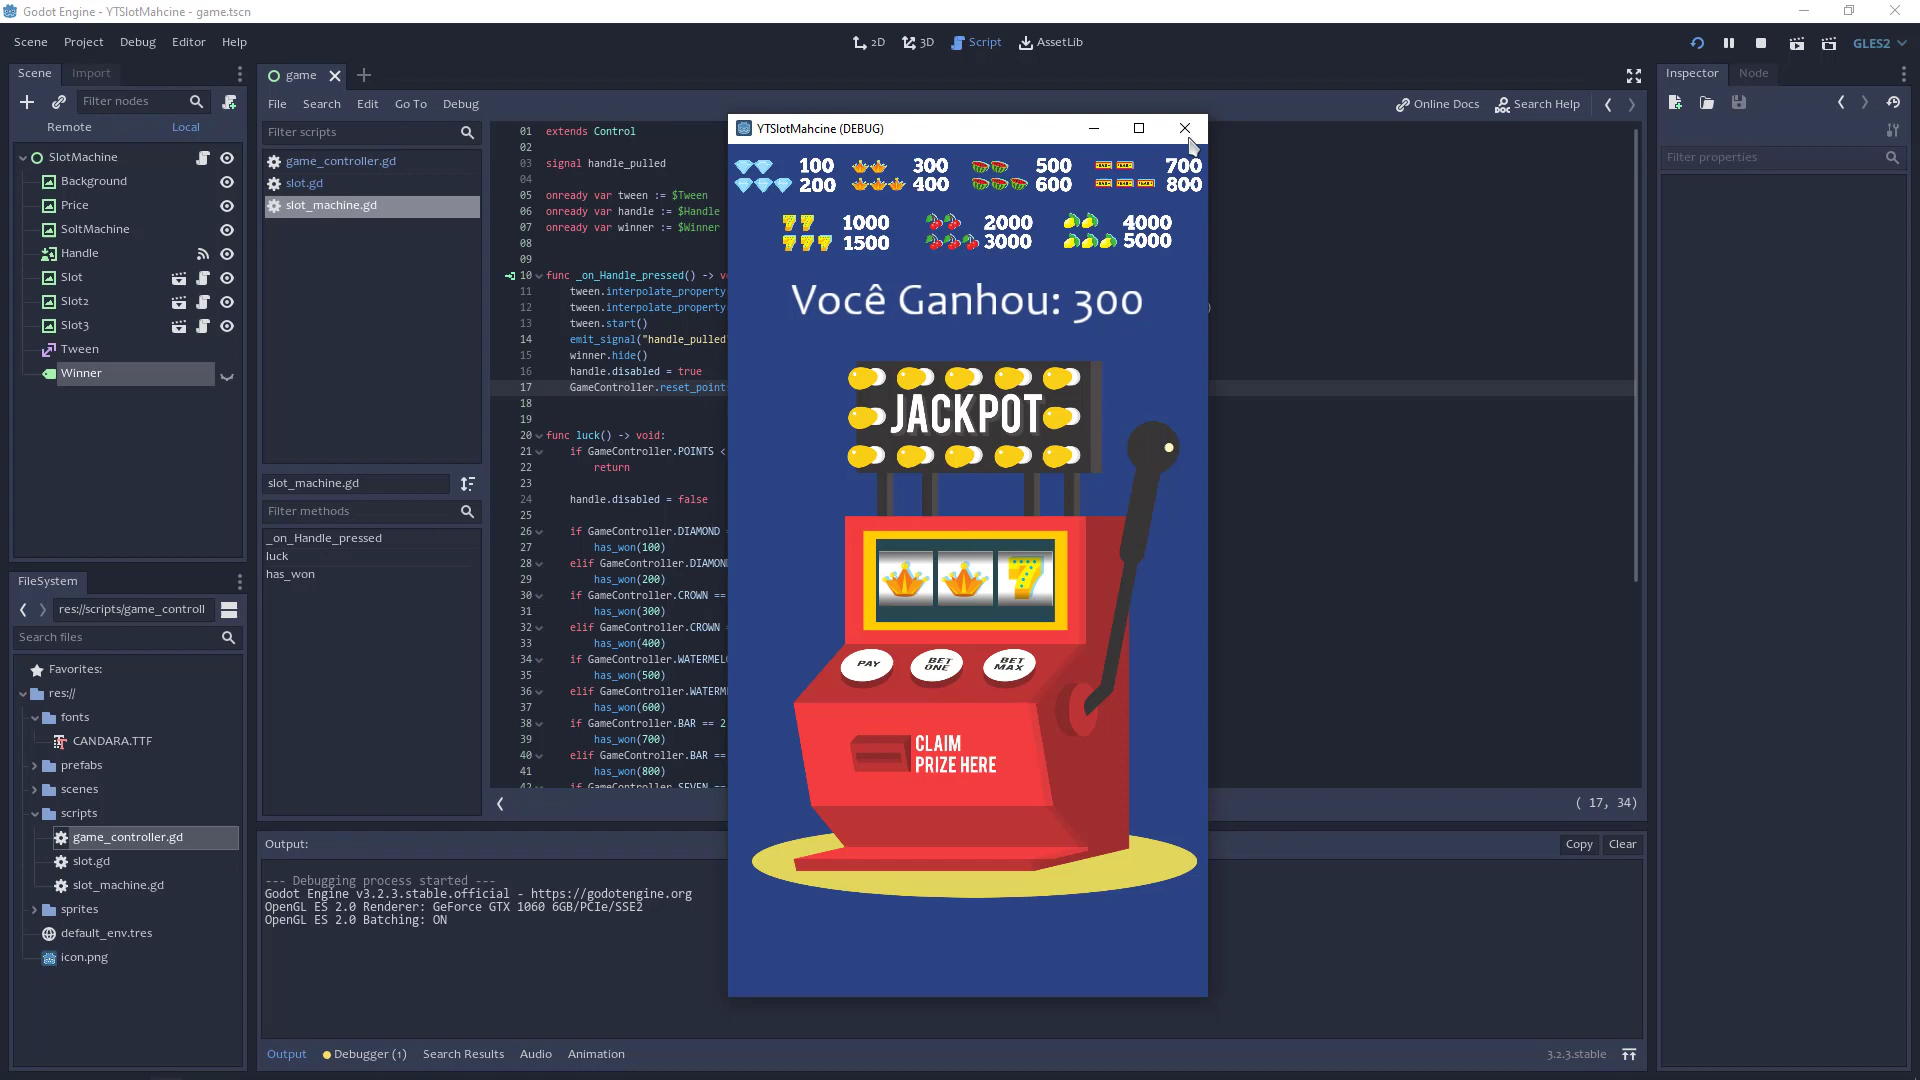 Godot Engine - YTSlotMahcine - game.tscn
Scene Project Debug Editor Help
2D 3D Script AssetLib
GLES2
Scene Import
Filter nodes
Remote Local
SlotMachine
Background
Price
SoltMachine
Handle
Slot
Slot2
Slot3
Tween
Winner
FileSystem
res://scripts/game_controll
Search files
Favorites:
res://
fonts
CANDARA.TTF
prefabs
scenes
scripts
game_controller.gd
slot.gd
slot_machine.gd
sprites
default_env.tres
icon.png
game
File Search Edit Go To Debug
Online Docs Search Help
Filter scripts
game_controller.gd
slot.gd
slot_machine.gd
slot_machine.gd
Filter methods
_on_Handle_pressed
luck
has_won
01 extends Control
02
03 signal handle_pulled
04
05 onready var tween := $Tween
06 onready var handle := $Handle
07 onready var winner := $Winner
08
09
10 func _on_Handle_pressed() -> v
11 tween.interpolate_property
12 tween.interpolate_property
13 tween.start()
14 emit_signal("handle_pulled
15 winner.hide()
16 handle.disabled = true
17 GameController.reset_point
18
19
20 func luck() -> void:
21 if GameController.POINTS <
22 return
23
24 handle.disabled = false
25
26 if GameController.DIAMOND =
27 has_won(100)
28 elif GameController.DIAMON
29 has_won(200)
30 if GameController.CROWN ==
31 has_won(300)
32 elif GameController.CROWN =
33 has_won(400)
34 if GameController.WATERMEL
35 has_won(500)
36 elif GameController.WATERM
37 has_won(600)
38 if GameController.BAR == 2
39 has_won(700)
40 elif GameController.BAR ==
41 has_won(800)
42 if GameController.SEVEN ==
( 17, 34)
YTSlotMahcine (DEBUG)
100 300 500 700
200 400 600 800
77 1000 2000 4000
777 1500 3000 5000
Você Ganhou: 300
JACKPOT
7
PAY BET ONE BET MAX
CLAIM
PRIZE HERE
Output:
Copy Clear
--- Debugging process started ---
Godot Engine v3.2.3.stable.official - https://godotengine.org
OpenGL ES 2.0 Renderer: GeForce GTX 1060 6GB/PCIe/SSE2
OpenGL ES 2.0 Batching: ON
Output Debugger (1) Search Results Audio Animation
3.2.3.stable
Inspector Node
Filter properties